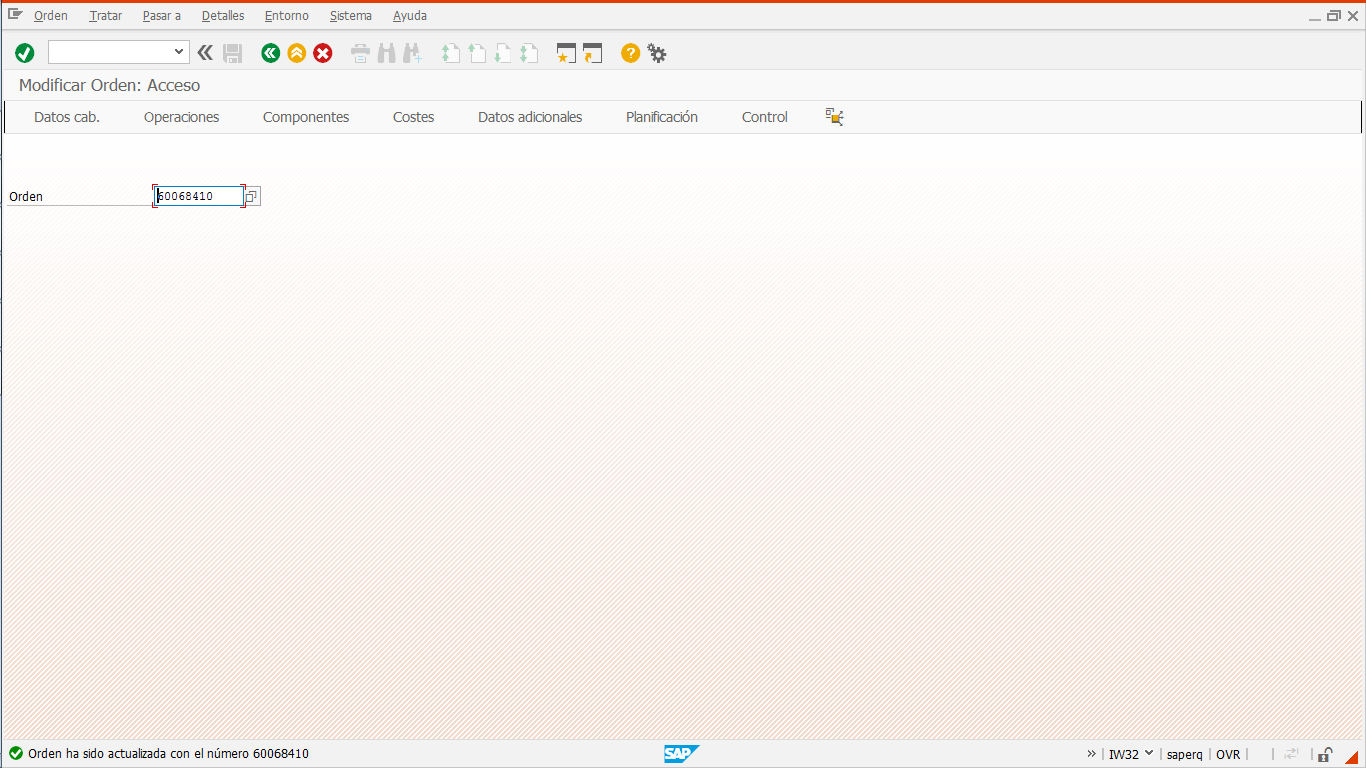 Orden Tratar Pasar a Detalles Entorno Sistema Ayuda
Modificar Orden: Acceso
Datos cab. Operaciones Componentes Costes Datos adicionales Planificación Control
Orden 60068410
Orden ha sido actualizada con el número 60068410 SAP IW32 saperq OVR